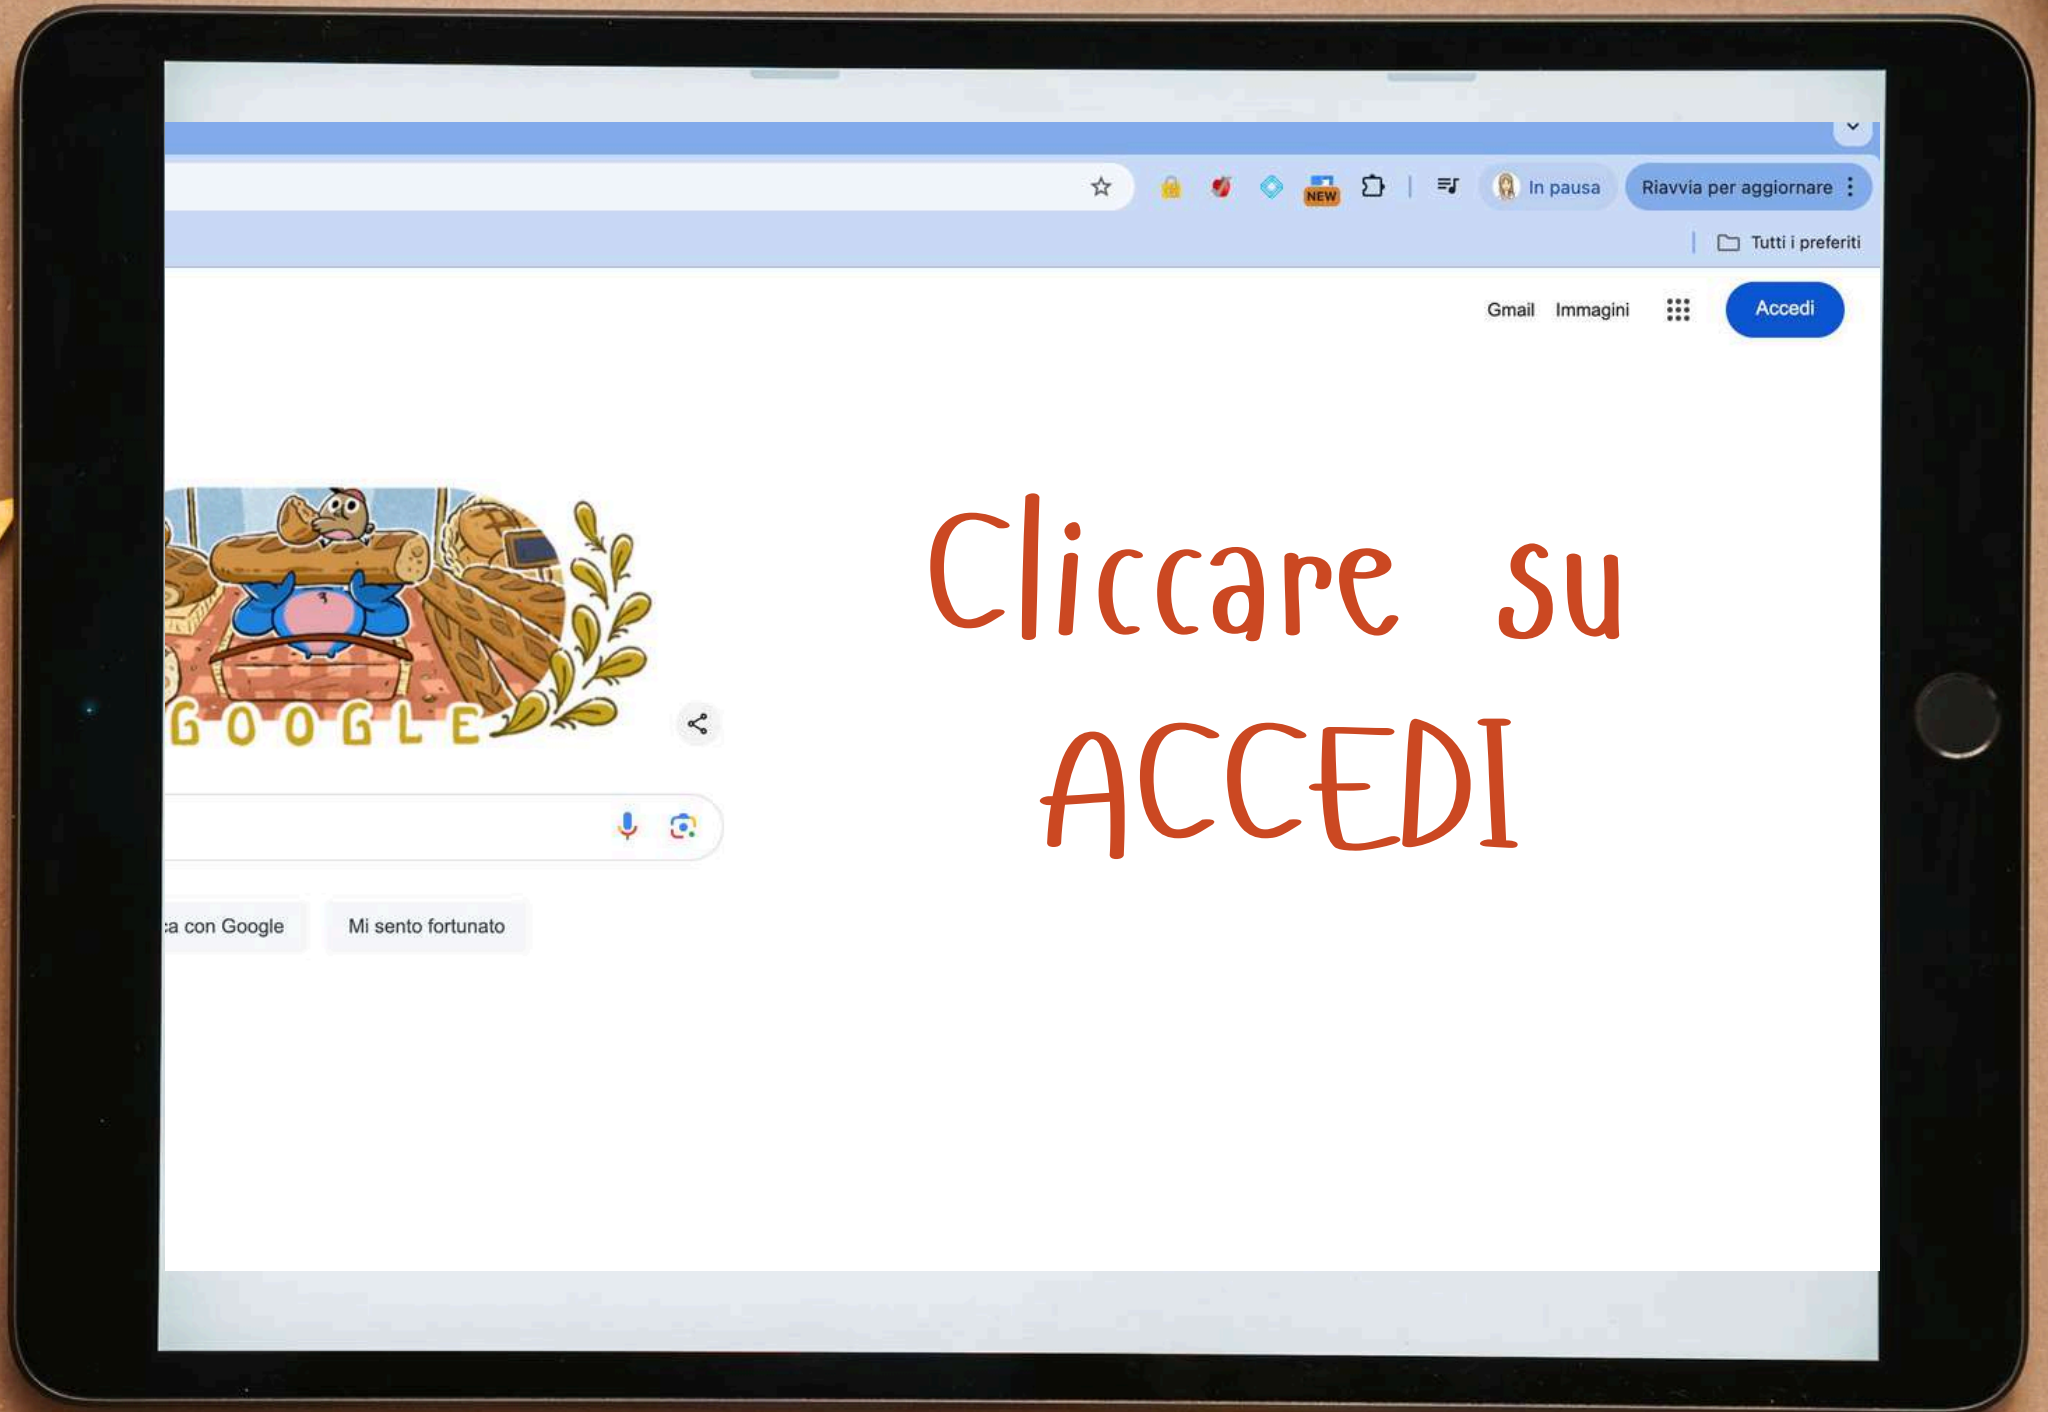 NEW
In pausa
Riavvia per aggiornare
Tutti i preferiti
Gmail Immagini
Accedi
Cliccare su
ACCEDI
GOOGLE
con Google
Mi sento fortunato